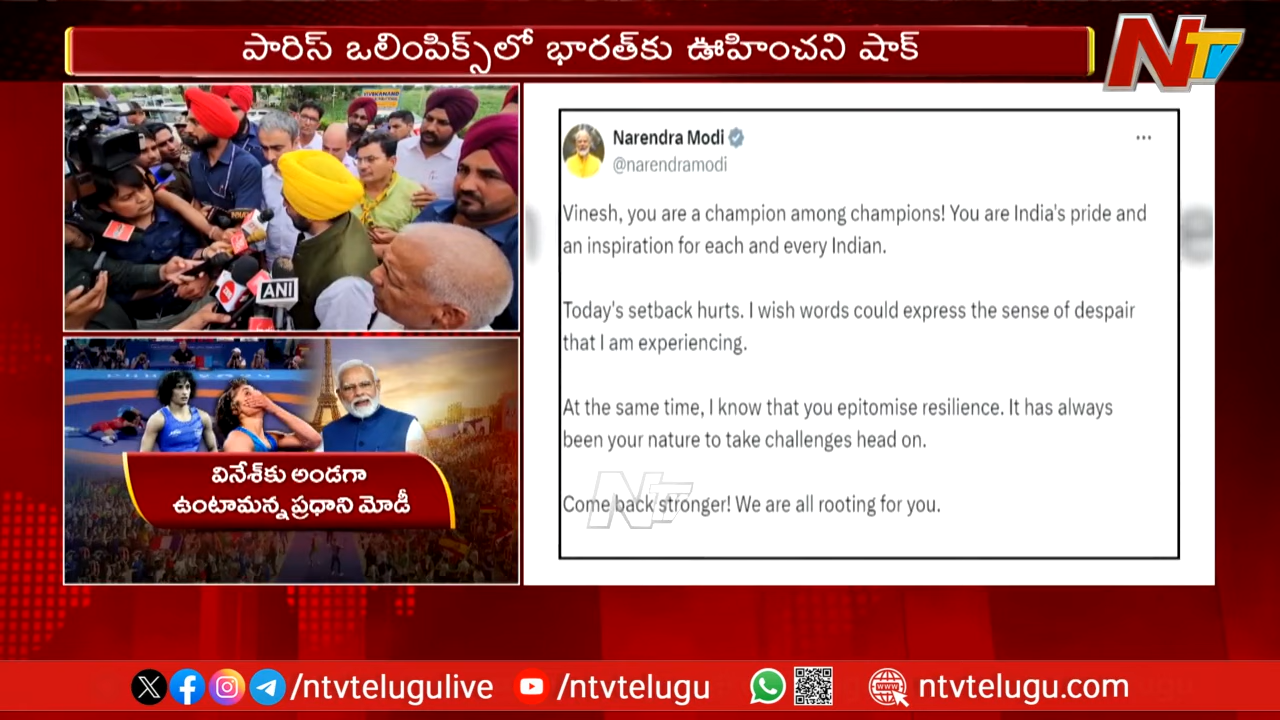 పారిస్ ఒలింపిక్స్‌లో భారత్‌కు ఊహించని షాక్
NTV
Narendra Modi
@narendramodi
Vinesh, you are a champion among champions! You are India's pride and
an inspiration for each and every Indian.
Today's setback hurts. I wish words could express the sense of despair
that I am experiencing.
At the same time, I know that you epitomise resilience. It has always
been your nature to take challenges head on.
Come back stronger! We are all rooting for you.
NTV
ANI
వినేశ్‌కు అండగా
ఉంటామన్న ప్రధాని మోడీ
/ntvtelugulive
/ntvtelugu
ntvtelugu.com